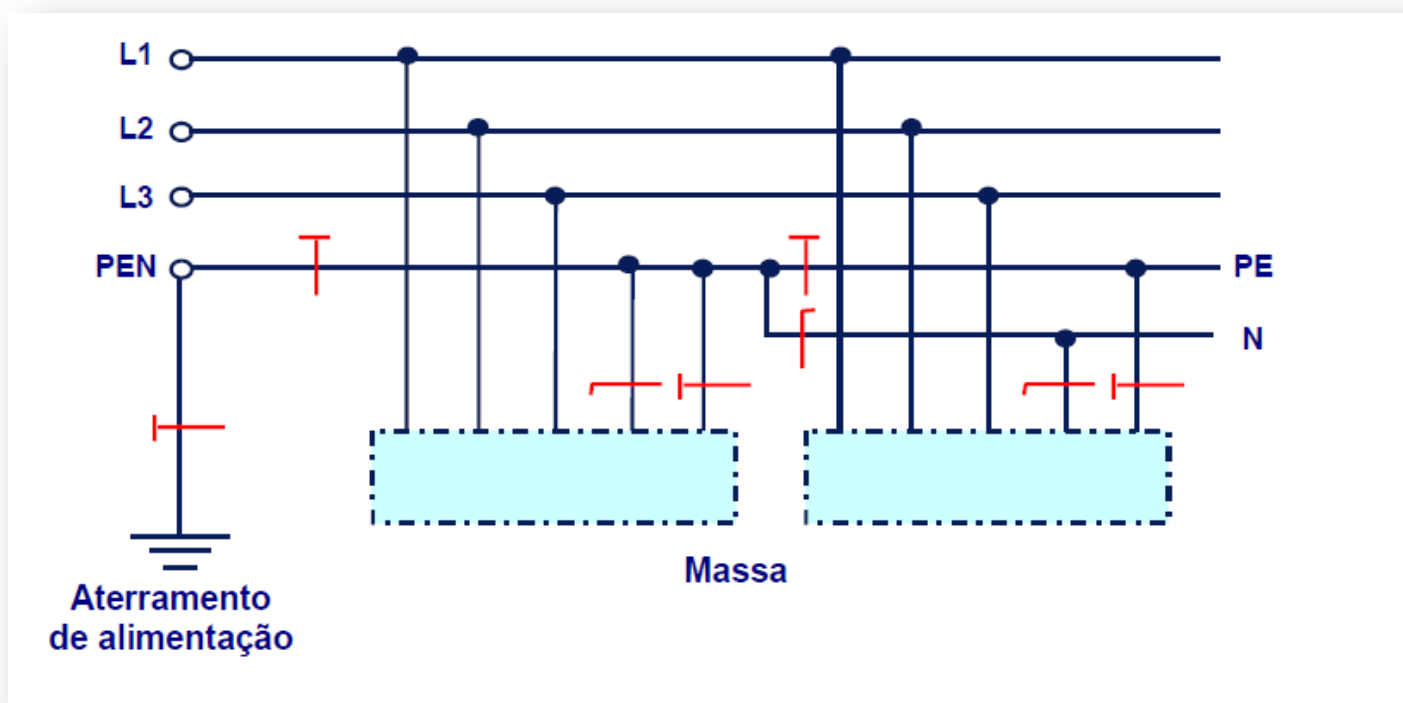 L1
L2
L3
PEN
PE
N
Massa
Aterramento
de alimentação